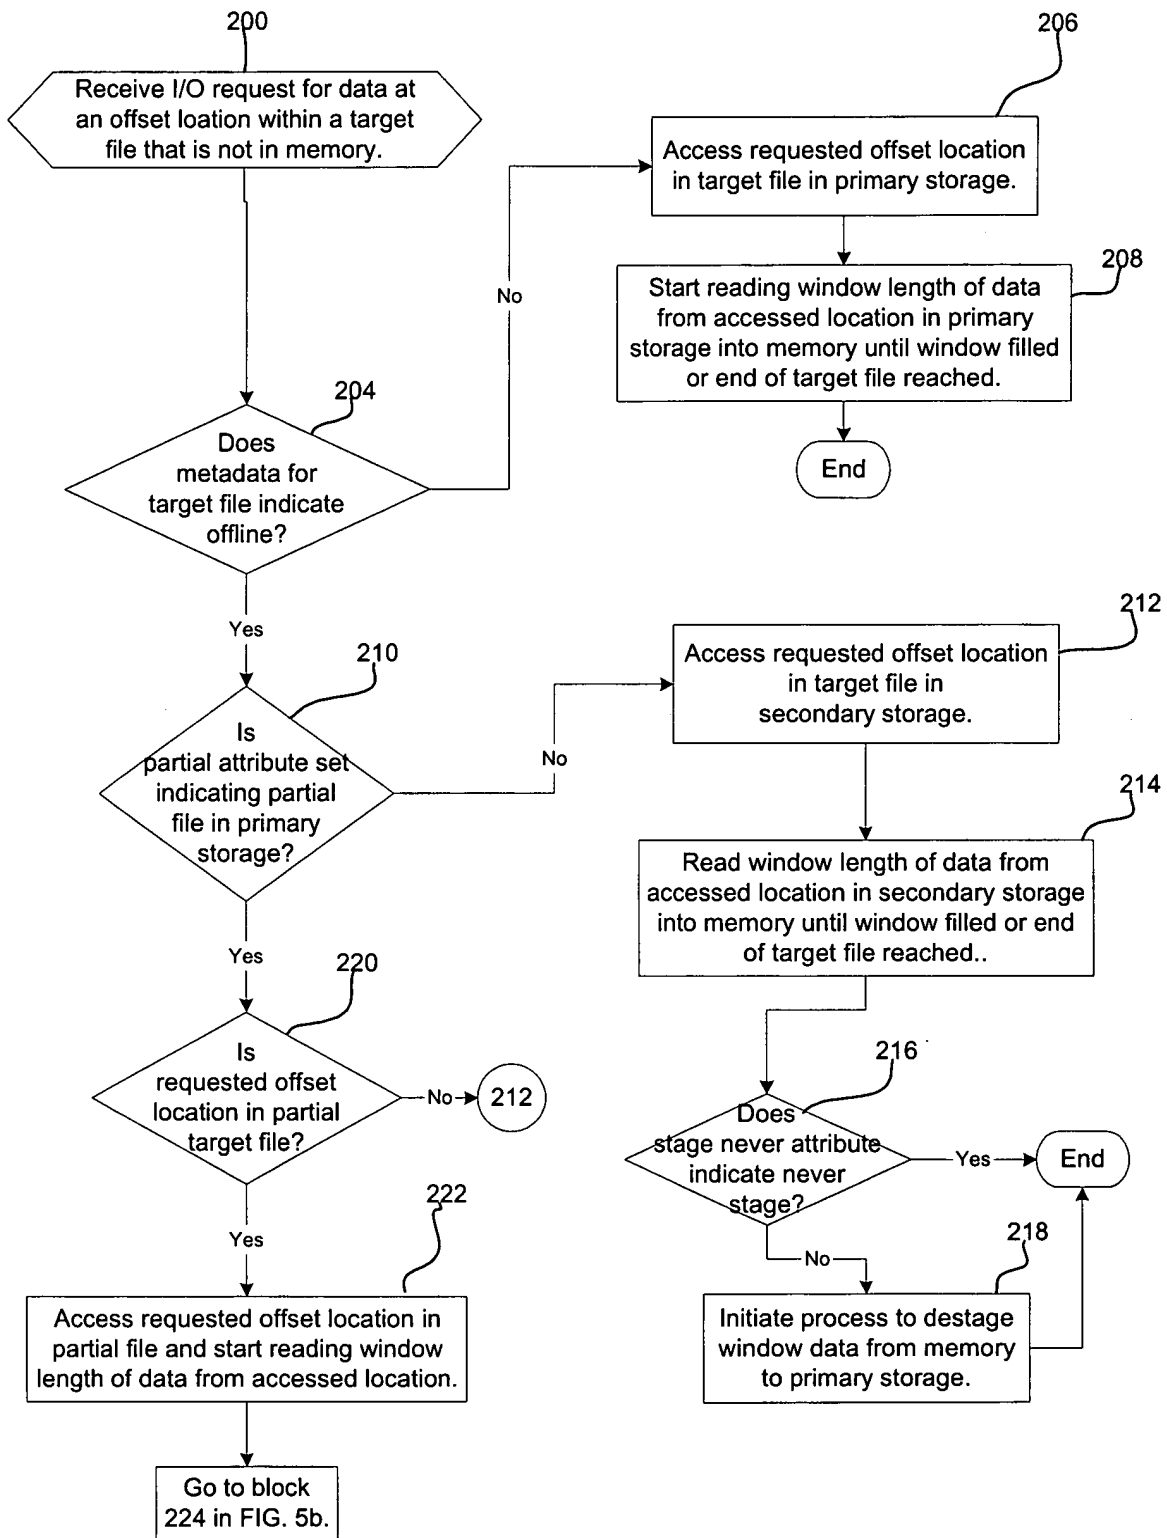 200
Receive I/O request for data at
an offset loation within a target
file that is not in memory.
206
Access requested offset location
in target file in primary storage.
No
208
Start reading window length of data
from accessed location in primary
storage into memory until window filled
or end of target file reached.
End
204
Does
metadata for
target file indicate
offline?
Yes
210
Is
partial attribute set
indicating partial
file in primary
storage?
No
212
Access requested offset location
in target file in
secondary storage.
214
Read window length of data from
accessed location in secondary storage
into memory until window filled or end
of target file reached..
Yes
220
Is
requested offset
location in partial
target file?
No
212
216
Does
stage never attribute
indicate never
stage?
Yes
End
No
218
Initiate process to destage
window data from memory
to primary storage.
Yes
222
Access requested offset location in
partial file and start reading window
length of data from accessed location.
Go to block
224 in FIG. 5b.